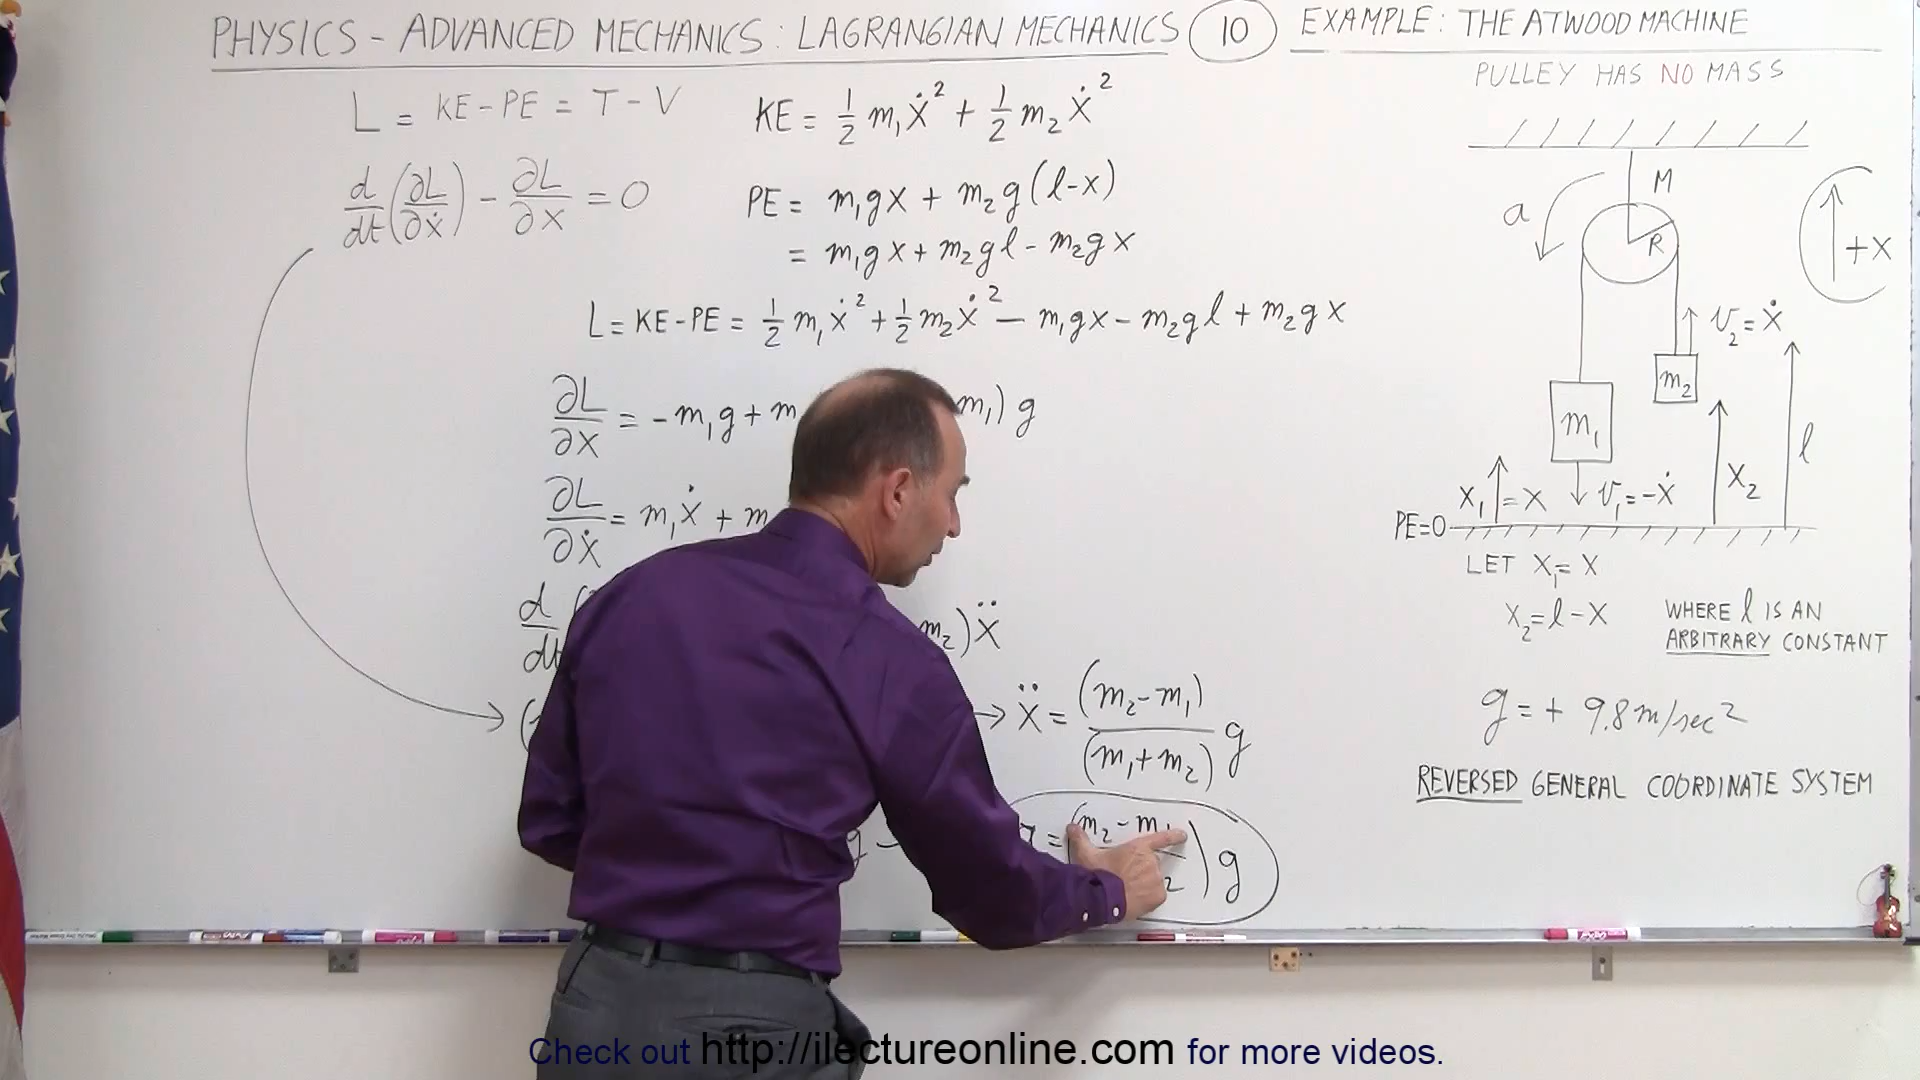 PHYSICS - ADVANCED MECHANICS: LAGRANGIAN MECHANICS 10 EXAMPLE: THE ATWOOD MACHINE
PULLEY HAS NO MASS
L = KE - PE = T - V
d/dt (∂L/∂ẋ) - ∂L/∂x = 0
KE = 1/2 m₁ẋ² + 1/2 m₂ẋ²
PE = m₁gx + m₂g(l-x)
= m₁gx + m₂gl - m₂gx
L = KE-PE = 1/2 m₁ẋ² + 1/2 m₂ẋ² - m₁gx - m₂gl + m₂gx
∂L/∂x = -m₁g + m m₁)g
∂L/∂ẋ = m₁ẋ + m
d/dt m₂)ẍ
( → ẍ = (m₂-m₁)/(m₁+m₂) g
g = (m₂ - m₁ ₂) g
a
M
R
+x
v₂ = ẋ
m₂
m₁
l
x₂
x₁ = x
v₁ = -ẋ
PE=0
LET x₁ = x
x₂ = l - x
WHERE l IS AN
ARBITRARY CONSTANT
g = + 9.8 m/sec²
REVERSED GENERAL COORDINATE SYSTEM
Check out http://ilectureonline.com for more videos.